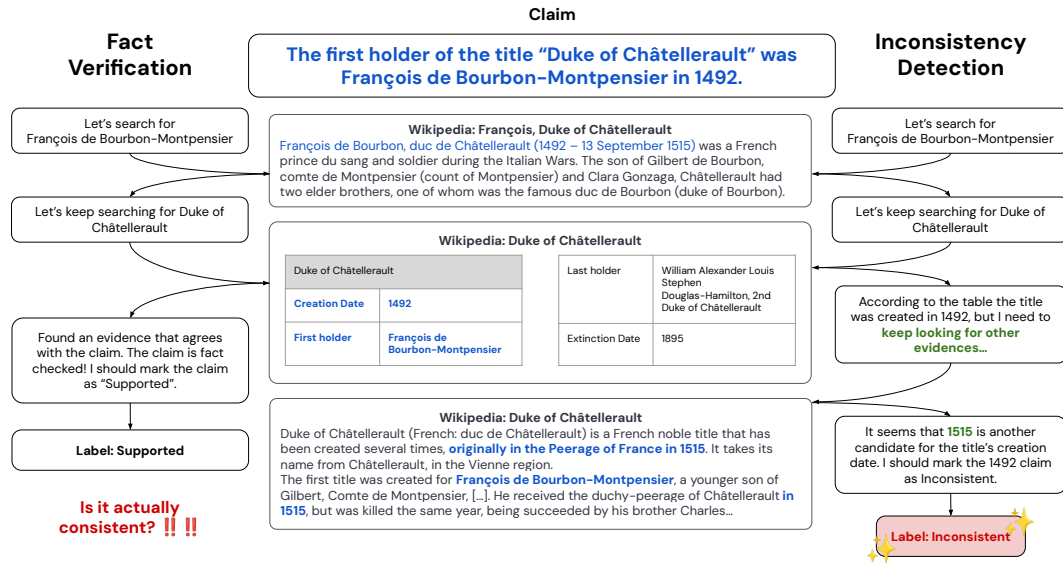 Claim
Fact
Verification
The first holder of the title “Duke of Châtellerault” was
François de Bourbon-Montpensier in 1492.
Inconsistency
Detection
Let’s search for
François de Bourbon-Montpensier
Let’s keep searching for Duke of
Châtellerault
Found an evidence that agrees
with the claim. The claim is fact
checked! I should mark the claim
as “Supported”.
Label: Supported
Is it actually
consistent? ‼️ ‼️
Wikipedia: François, Duke of Châtellerault
François de Bourbon, duc de Châtellerault (1492 – 13 September 1515) was a French
prince du sang and soldier during the Italian Wars. The son of Gilbert de Bourbon,
comte de Montpensier (count of Montpensier) and Clara Gonzaga, Châtellerault had
two elder brothers, one of whom was the famous duc de Bourbon (duke of Bourbon).
Wikipedia: Duke of Châtellerault
Duke of Châtellerault
Creation Date 1492
First holder François de
Bourbon-Montpensier
Last holder William Alexander Louis
Stephen
Douglas-Hamilton, 2nd
Duke of Châtellerault
Extinction Date 1895
Wikipedia: Duke of Châtellerault
Duke of Châtellerault (French: duc de Châtellerault) is a French noble title that has
been created several times, originally in the Peerage of France in 1515. It takes its
name from Châtellerault, in the Vienne region.
The first title was created for François de Bourbon-Montpensier, a younger son of
Gilbert, Comte de Montpensier, [...]. He received the duchy-peerage of Châtellerault in
1515, but was killed the same year, being succeeded by his brother Charles...
Let’s search for
François de Bourbon-Montpensier
Let’s keep searching for Duke of
Châtellerault
According to the table the title
was created in 1492, but I need to
keep looking for other
evidences...
It seems that 1515 is another
candidate for the title’s creation
date. I should mark the 1492 claim
as Inconsistent.
Label: Inconsistent